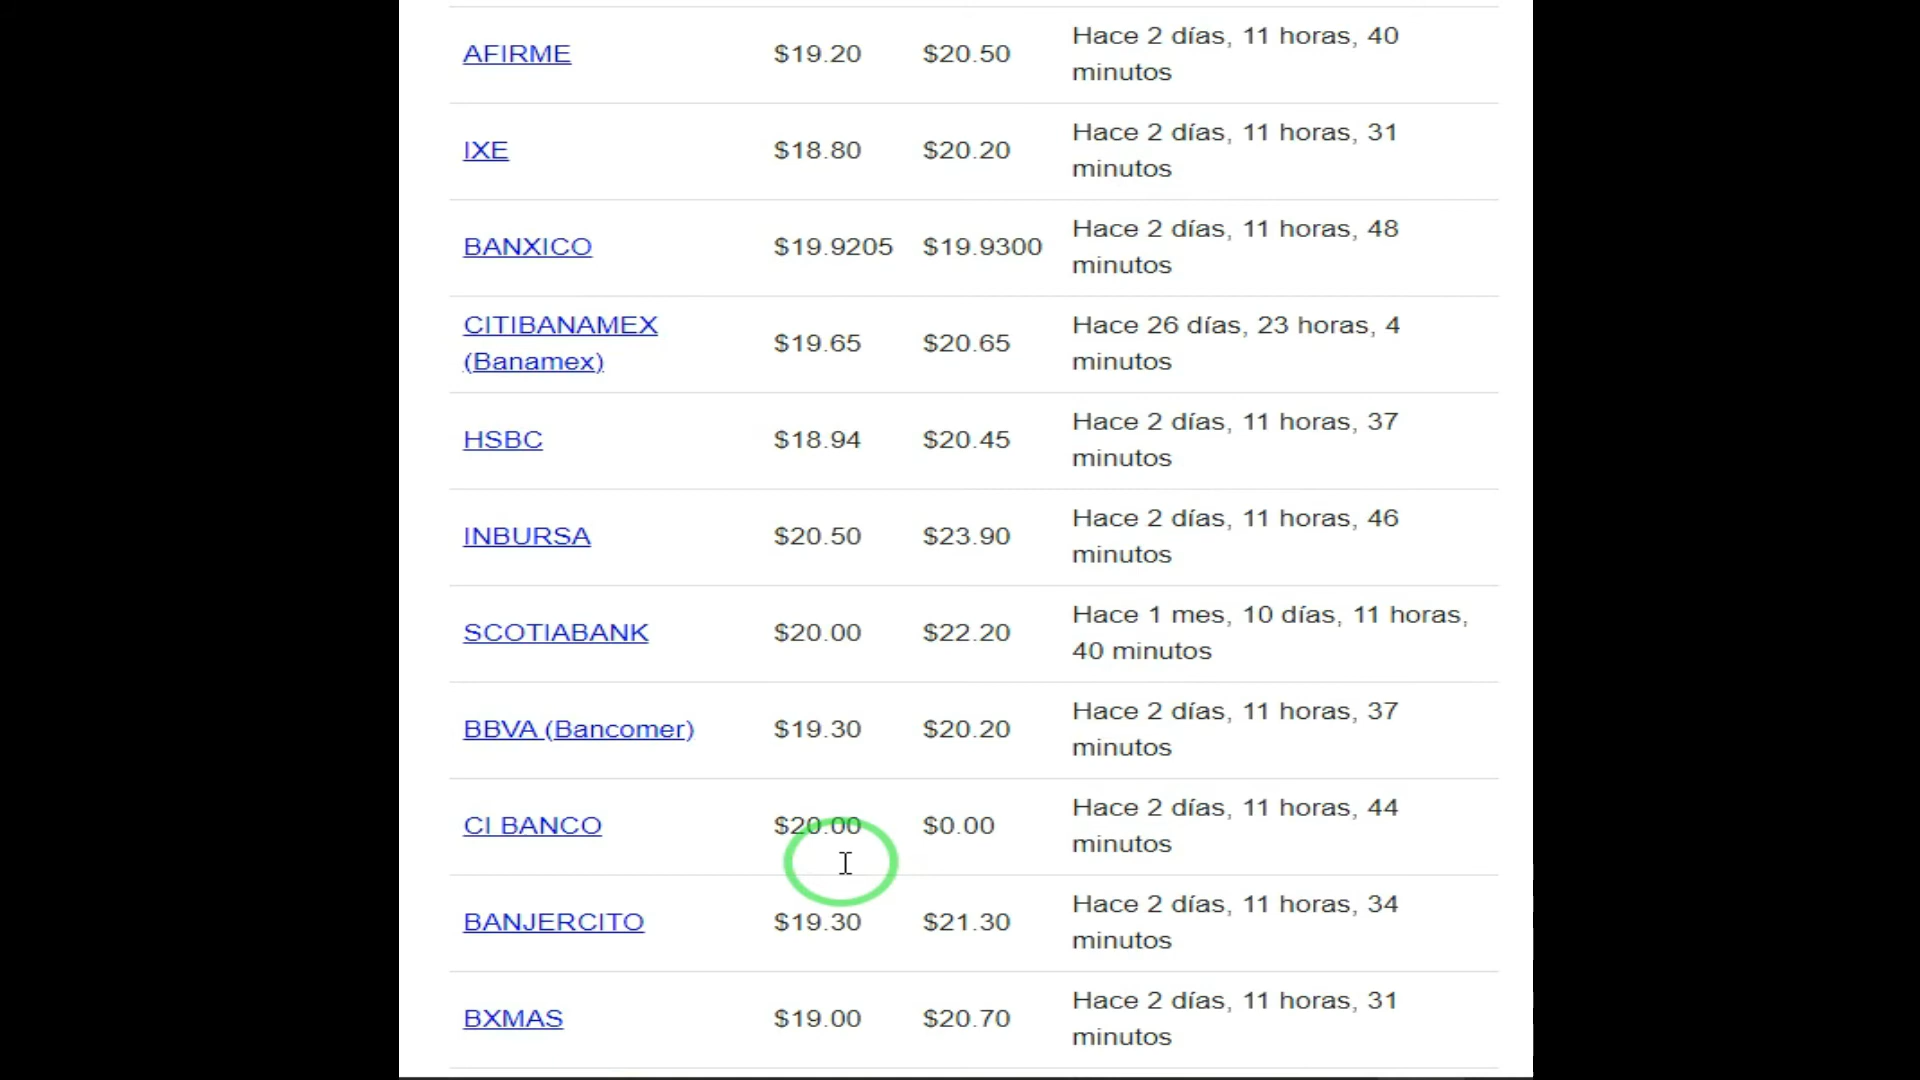 AFIRME $19.20 $20.50 Hace 2 días, 11 horas, 40
minutos
IXE $18.80 $20.20 Hace 2 días, 11 horas, 31
minutos
BANXICO $19.9205 $19.9300 Hace 2 días, 11 horas, 48
minutos
CITIBANAMEX
(Banamex) $19.65 $20.65 Hace 26 días, 23 horas, 4
minutos
HSBC $18.94 $20.45 Hace 2 días, 11 horas, 37
minutos
INBURSA $20.50 $23.90 Hace 2 días, 11 horas, 46
minutos
SCOTIABANK $20.00 $22.20 Hace 1 mes, 10 días, 11 horas,
40 minutos
BBVA (Bancomer) $19.30 $20.20 Hace 2 días, 11 horas, 37
minutos
CI BANCO $20.00 $0.00 Hace 2 días, 11 horas, 44
minutos
BANJERCITO $19.30 $21.30 Hace 2 días, 11 horas, 34
minutos
BXMAS $19.00 $20.70 Hace 2 días, 11 horas, 31
minutos